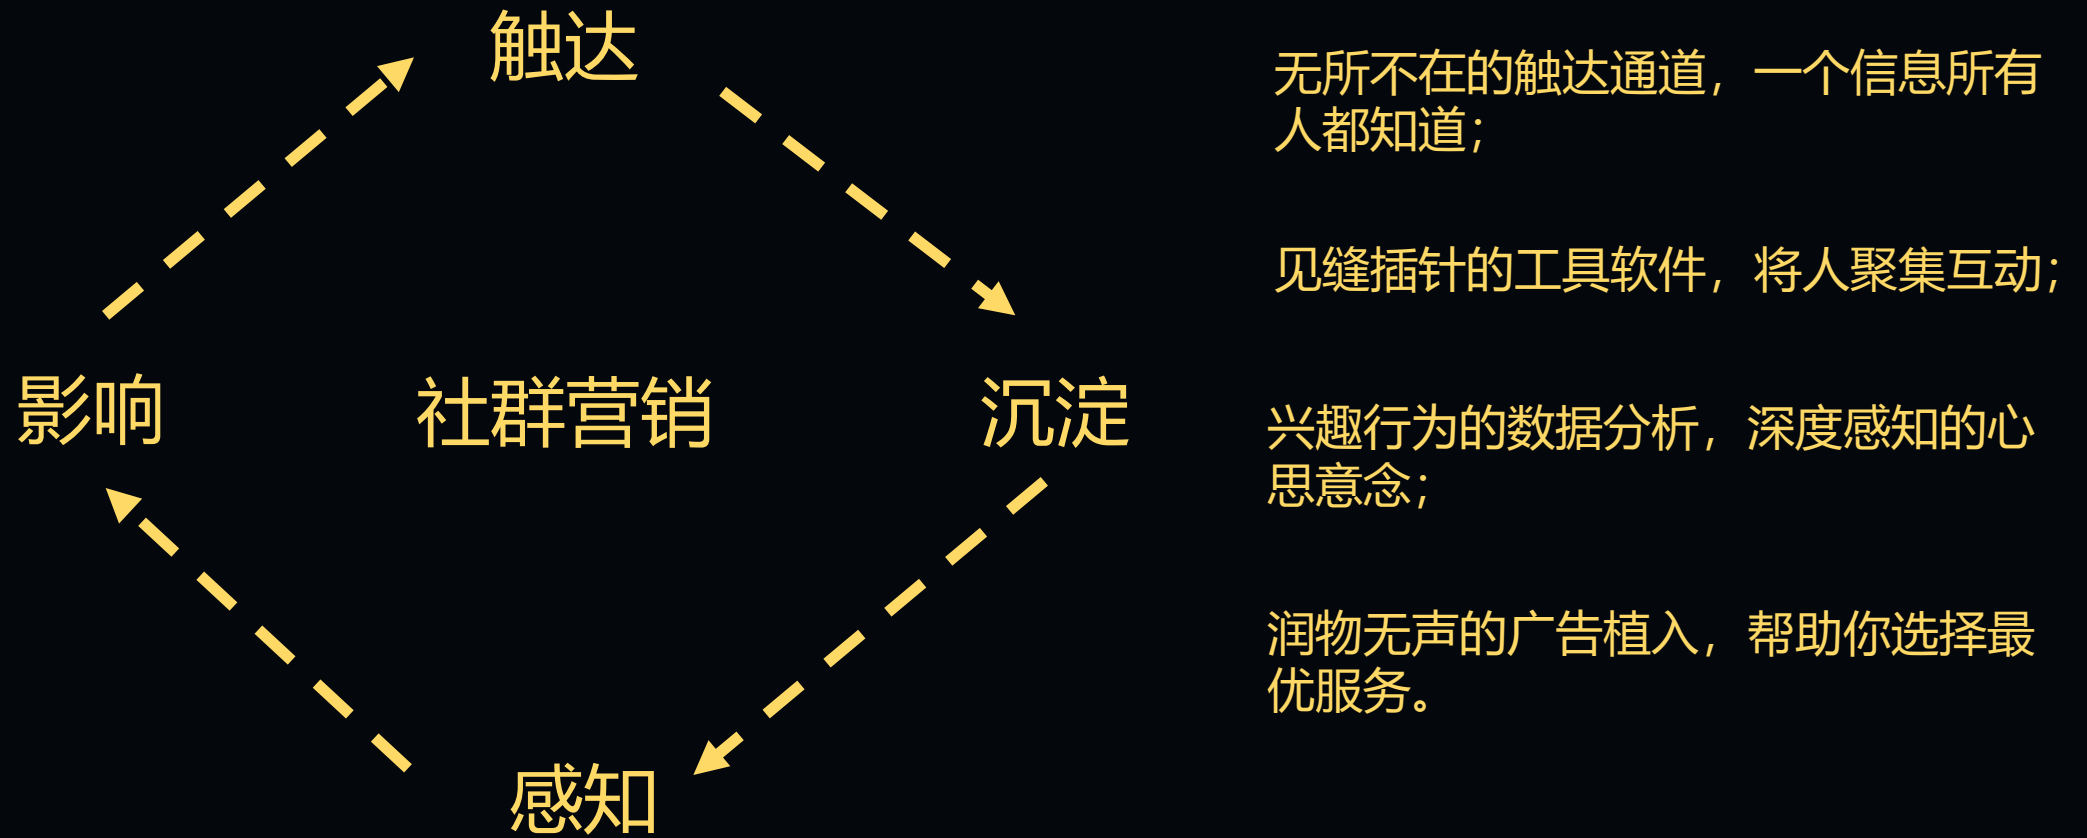 触达
影响
社群营销
沉淀
感知
无所不在的触达通道，一个信息所有
人都知道；
见缝插针的工具软件，将人聚集互动；
兴趣行为的数据分析，深度感知的心
思意念；
润物无声的广告植入，帮助你选择最
优服务。